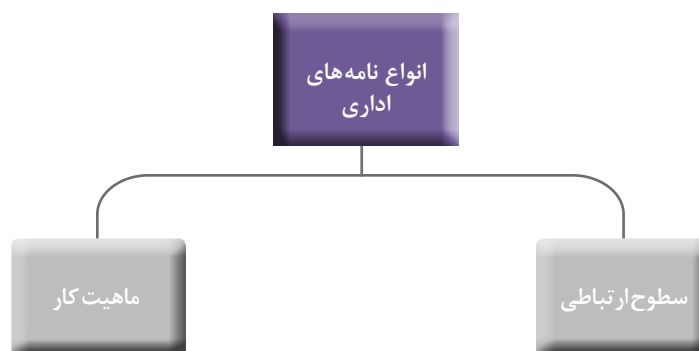 انواع نامه‌های
اداری
سطوح ارتباطی
ماهیت کار